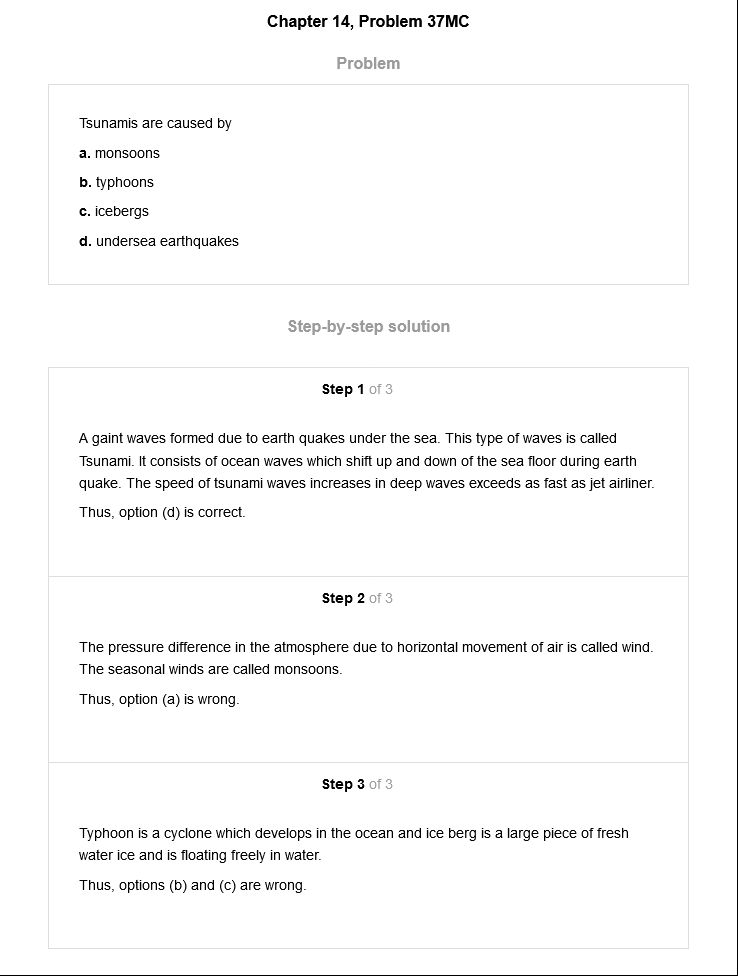 Chapter 14, Problem 37MC
Problem
Tsunamis are caused by
a. monsoons
b. typhoons
c. icebergs
d. undersea earthquakes
Step-by-step solution
Step 1 of 3
A gaint waves formed due to earth quakes under the sea. This type of waves is called
Tsunami. It consists of ocean waves which shift up and down of the sea floor during earth
quake. The speed of tsunami waves increases in deep waves exceeds as fast as jet airliner.
Thus, option (d) is correct.
Step 2 of 3
The pressure difference in the atmosphere due to horizontal movement of air is called wind.
The seasonal winds are called monsoons.
Thus, option (a) is wrong.
Step 3 of 3
Typhoon is a cyclone which develops in the ocean and ice berg is a large piece of fresh
water ice and is floating freely in water.
Thus, options (b) and (c) are wrong.